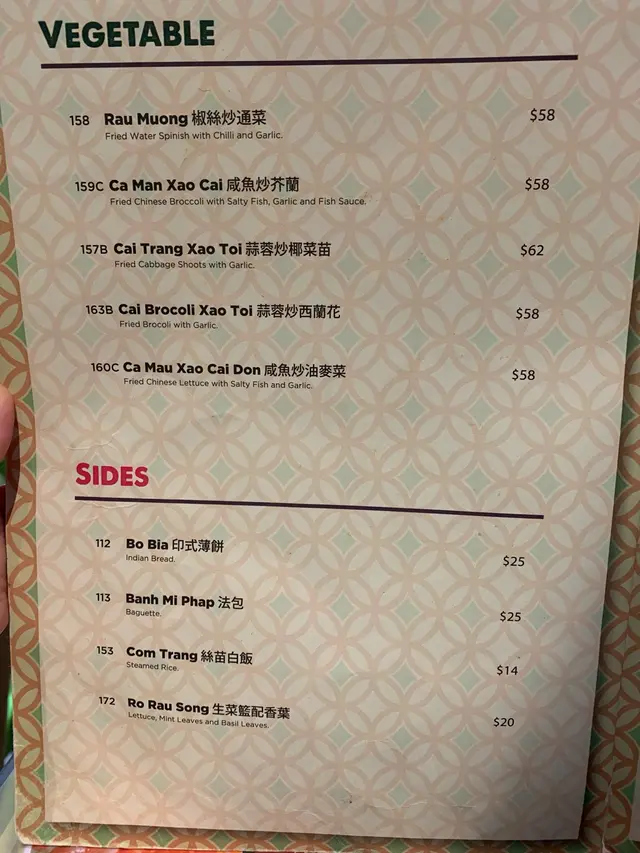 VEGETABLE
158 Rau Muong 椒絲炒通菜 $58
Fried Water Spinish with Chilli and Garlic.
159C Ca Man Xao Cai 咸魚炒芥蘭 $58
Fried Chinese Broccoli with Salty Fish, Garlic and Fish Sauce.
157B Cai Trang Xao Toi 蒜蓉炒椰菜苗 $62
Fried Cabbage Shoots with Garlic.
163B Cai Brocoli Xao Toi 蒜蓉炒西蘭花 $58
Fried Brocoli with Garlic.
160C Ca Mau Xao Cai Don 咸魚炒油麥菜 $58
Fried Chinese Lettuce with Salty Fish and Garlic.
SIDES
112 Bo Bia 印式薄餅 $25
Indian Bread.
113 Banh Mi Phap 法包 $25
Baguette.
153 Com Trang 絲苗白飯 $14
Steamed Rice.
172 Ro Rau Song 生菜籃配香葉 $20
Lettuce, Mint Leaves and Basil Leaves.